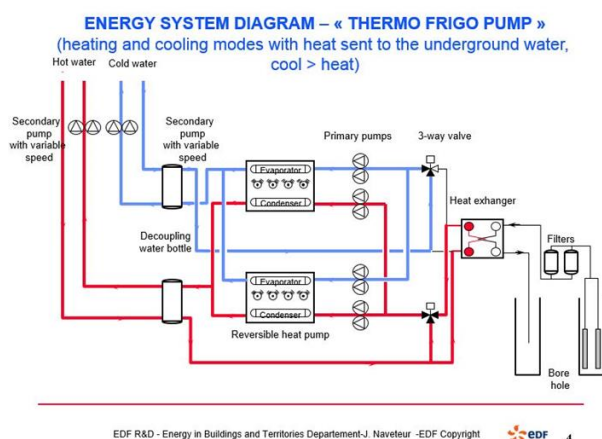 ENERGY SYSTEM DIAGRAM – « THERMO FRIGO PUMP »
(heating and cooling modes with heat sent to the underground water,
cool > heat)
Hot water
Cold water
Secondary
pump
with variable
speed
Secondary
pump
with variable
speed
Primary pumps
3-way valve
Evaporator
Condenser
Heat exhanger
Filters
Decoupling
water bottle
Evaporator
Condenser
Reversible heat pump
Bore
hole
EDF R&D - Energy in Buildings and Territories Departement-J. Naveteur -EDF Copyright
eDF
4